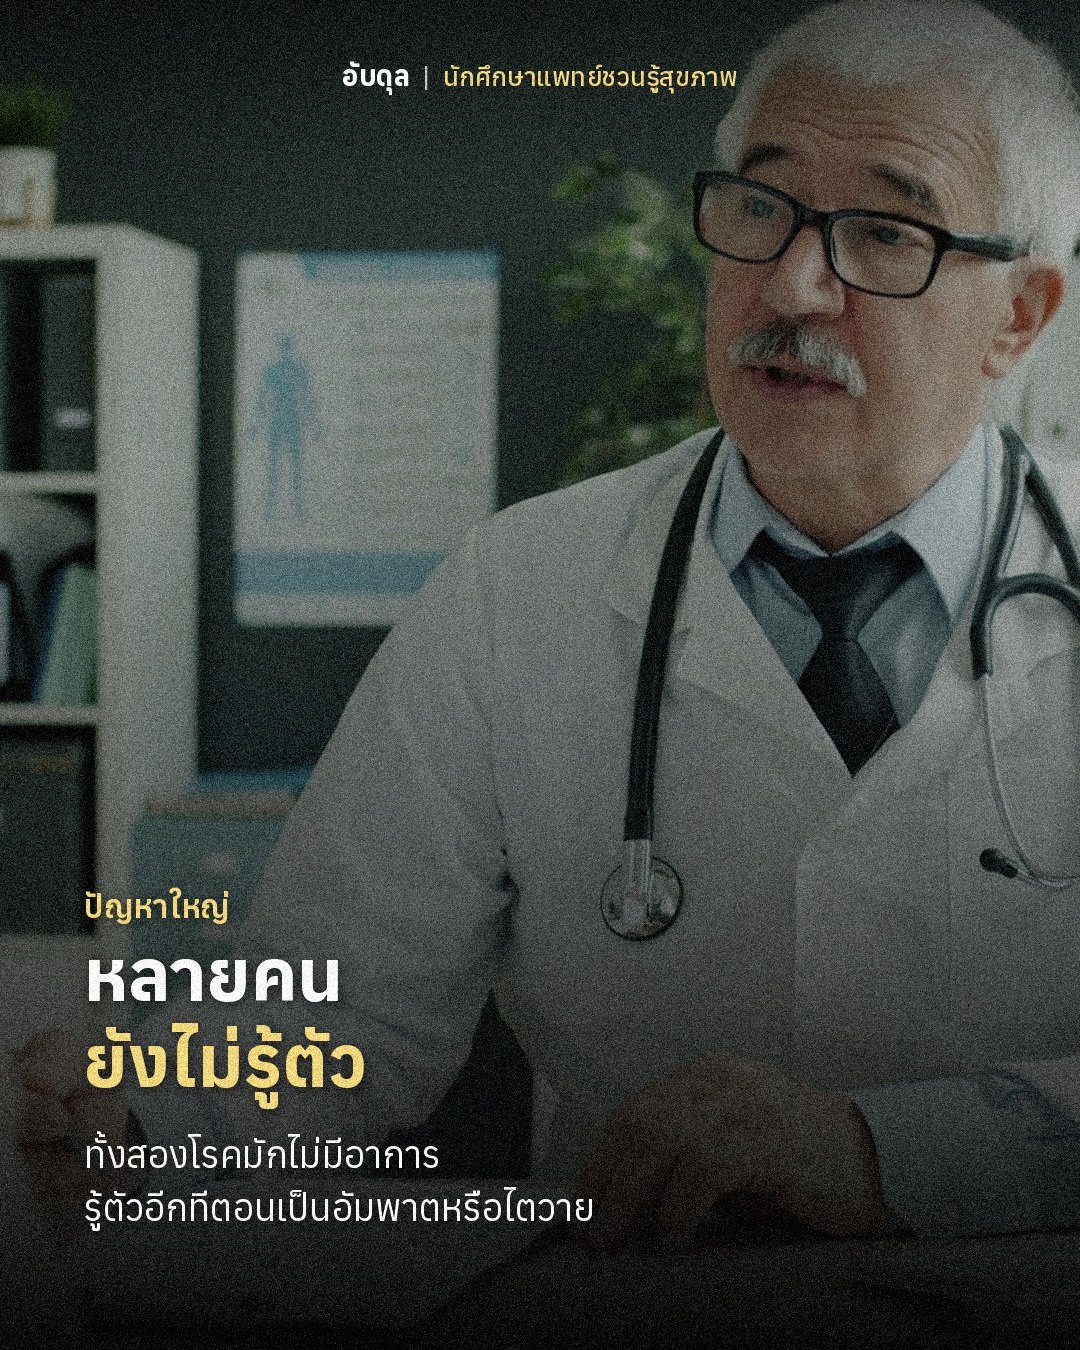 อับดุล | นักศึกษาแพทย์ชวนรู้สุขภาพ
ปัญหาใหญ่
หลายคน
ยังไม่รู้ตัว
ทั้งสองโรคมักไม่มีอาการ
รู้ตัวอีกทีตอนเป็นอัมพาตหรือไตวาย